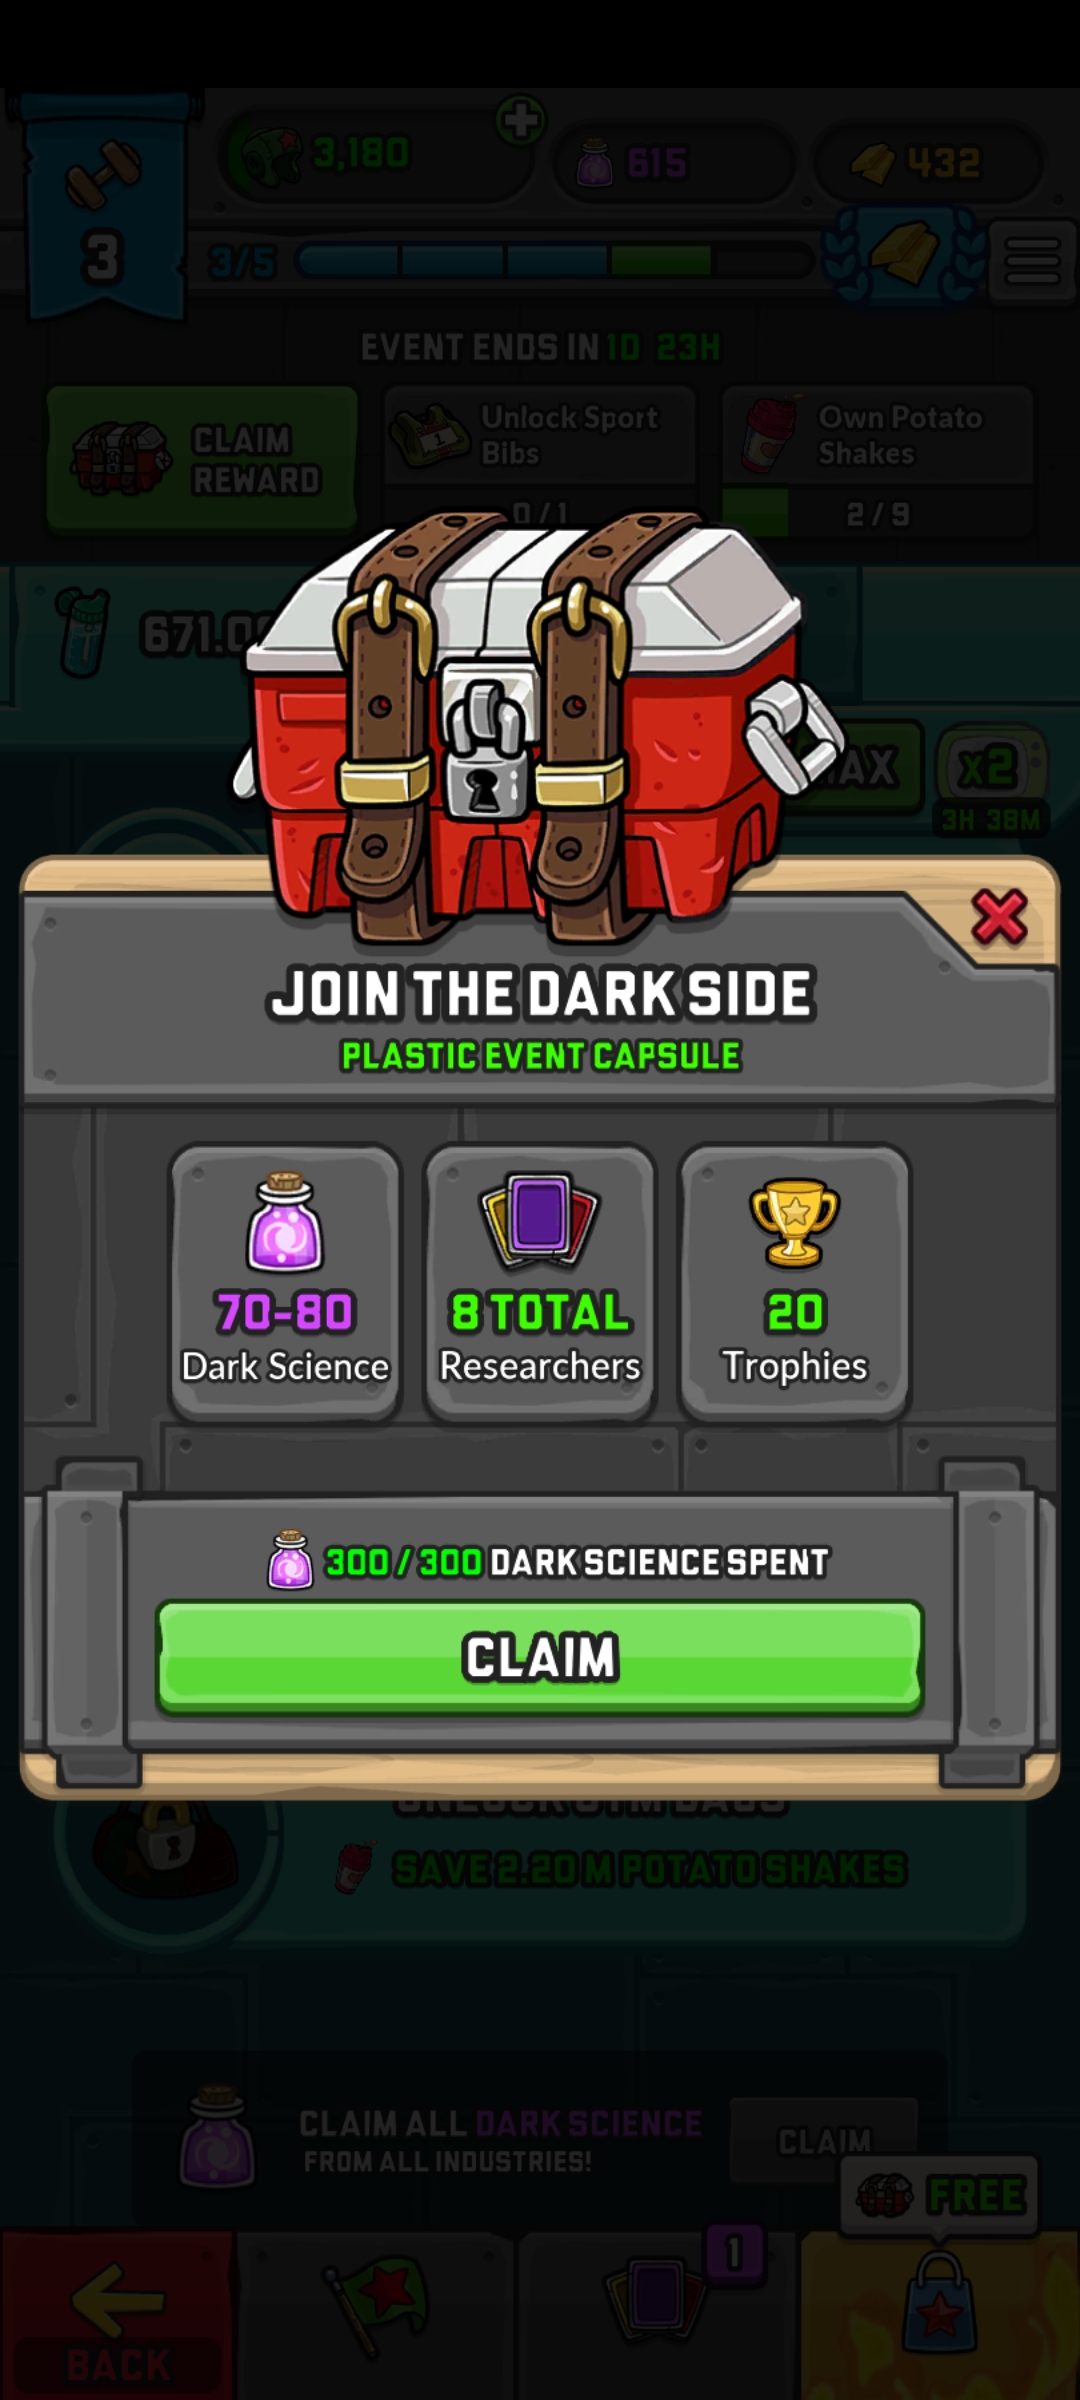 3,180
615
432
3
3/5
EVENT ENDS IN 1D 23H
CLAIM
REWARD
Unlock Sport
Bibs
0/1
Own Potato
Shakes
2/9
x2
3H 38M
JOIN THE DARK SIDE
PLASTIC EVENT CAPSULE
70-80
Dark Science
8 TOTAL
Researchers
20
Trophies
300/300 DARK SCIENCE SPENT
CLAIM
UNLOCK GYM BAGS
SAVE 2.20M POTATO SHAKES
CLAIM ALL DARK SCIENCE
FROM ALL INDUSTRIES!
CLAIM
FREE
1
BACK